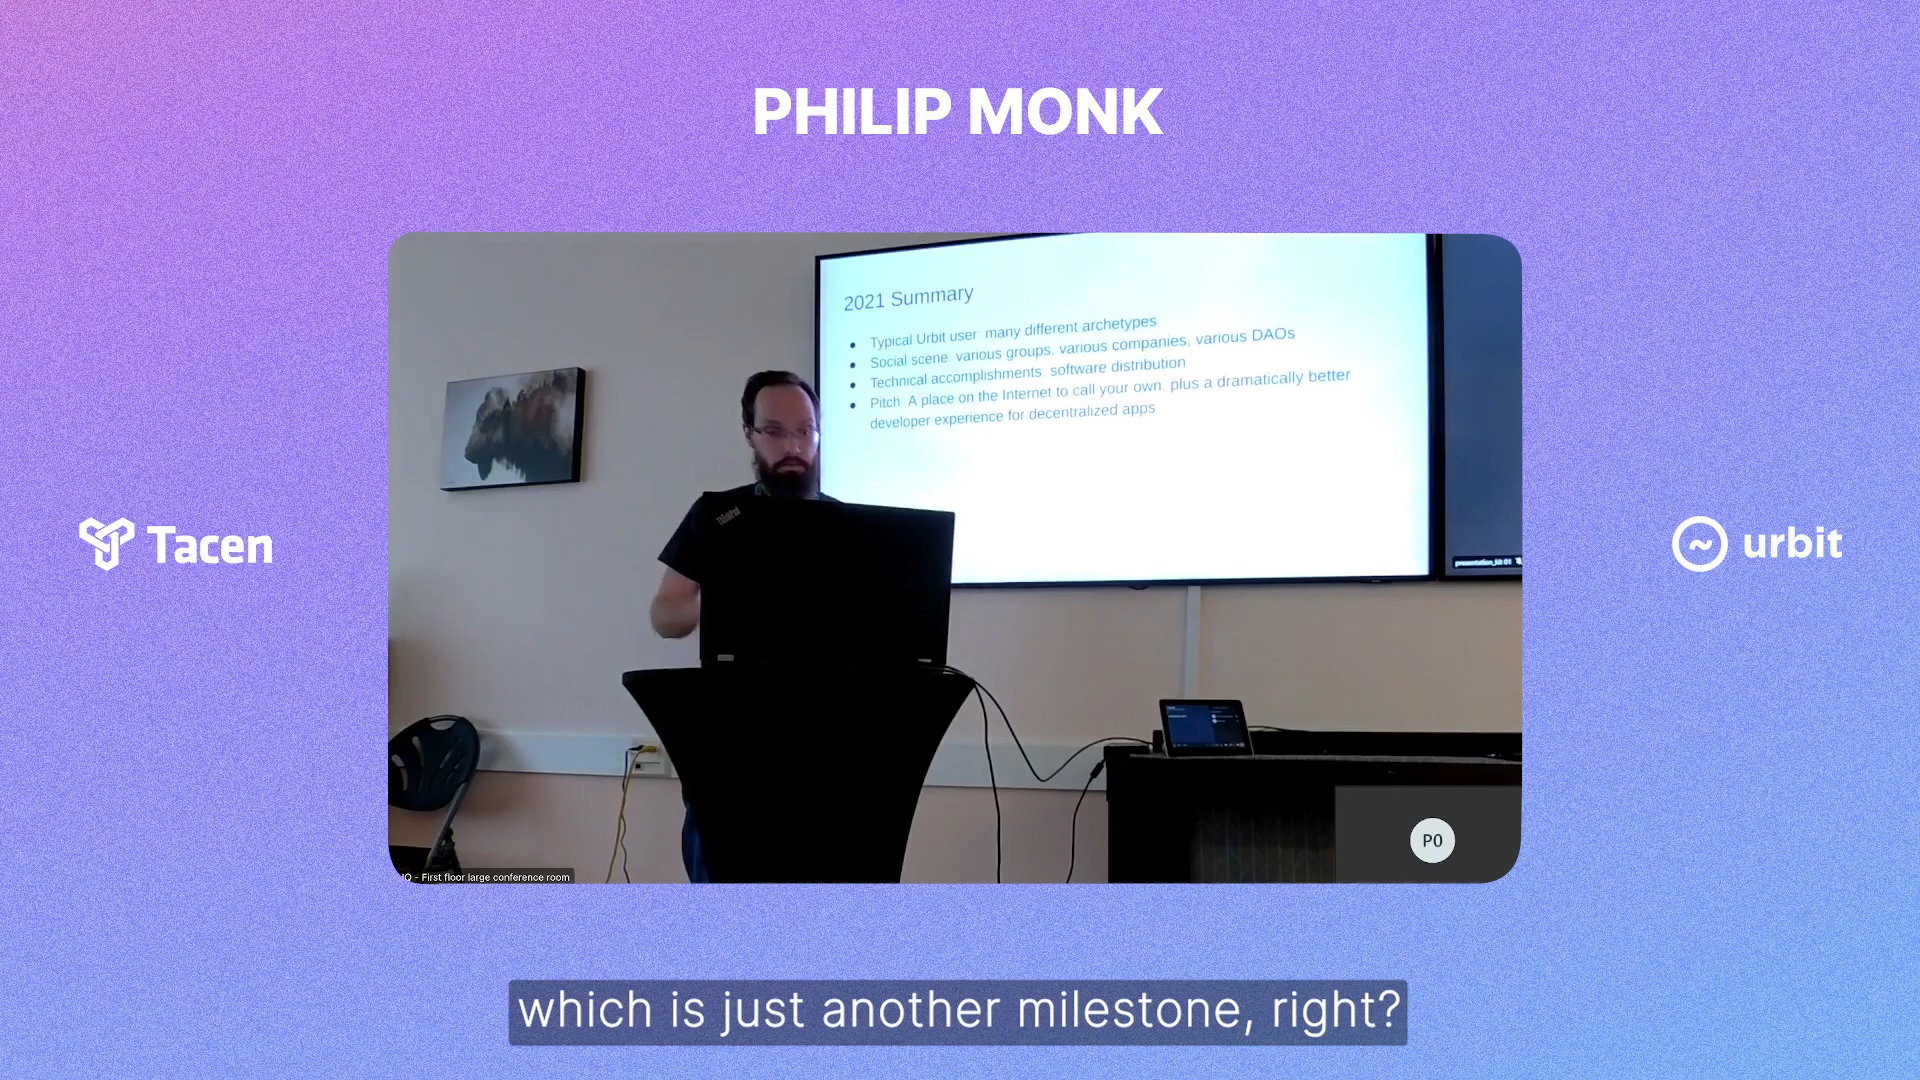 PHILIP MONK
2021 Summary
● Typical Urbit user many different archetypes
● Social scene various groups, various companies, various DAOs
● Technical accomplishments software distribution
● Pitch A place on the Internet to call your own, plus a dramatically better
developer experience for decentralized apps
ThinkPad
Tacen
urbit
P0
- First floor large conference room
which is just another milestone, right?